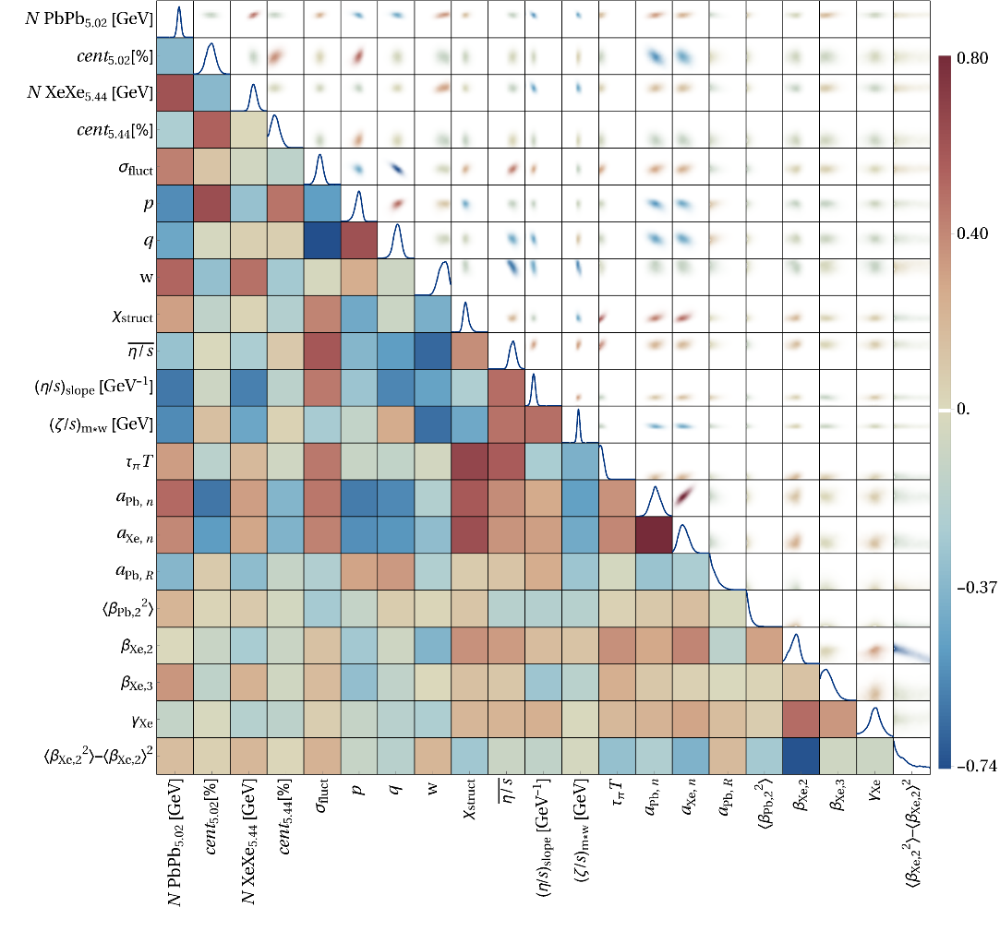 N PbPb5.02 [GeV]
cent5.02[%]
N XeXe5.44 [GeV]
cent5.44[%]
σfluct
p
q
w
χstruct
η/s
(η/s)slope [GeV⁻¹]
(ζ/s)m*w [GeV]
τπT
aPb, n
aXe, n
aPb, R
⟨βPb,2²⟩
βXe,2
βXe,3
γXe
⟨βXe,2²⟩−⟨βXe,2⟩²
0.80
0.40
0.
−0.37
−0.74
N PbPb5.02 [GeV]
cent5.02[%]
N XeXe5.44 [GeV]
cent5.44[%]
σfluct
p
q
w
χstruct
η/s
(η/s)slope [GeV⁻¹]
(ζ/s)m*w [GeV]
τπT
aPb, n
aXe, n
aPb, R
⟨βPb,2²⟩
βXe,2
βXe,3
γXe
⟨βXe,2²⟩−⟨βXe,2⟩²